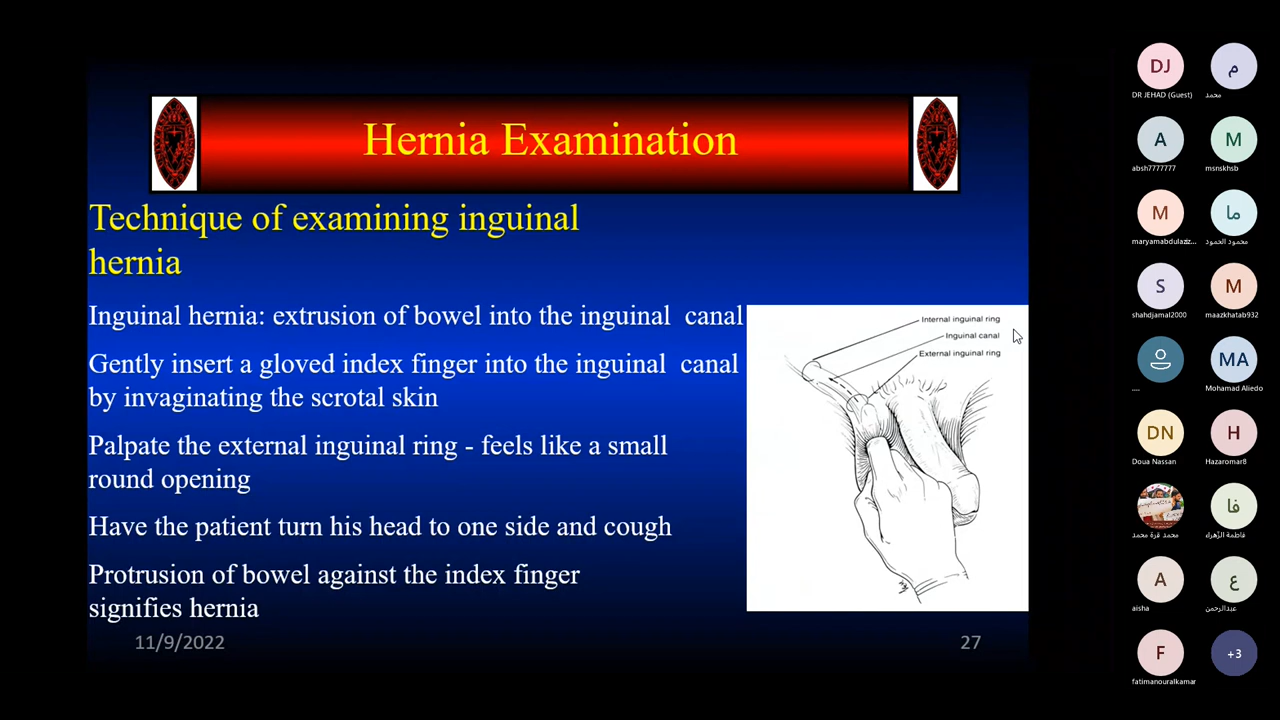 Hernia Examination
Technique of examining inguinal
hernia
Inguinal hernia: extrusion of bowel into the inguinal canal
Gently insert a gloved index finger into the inguinal canal
by invaginating the scrotal skin
Palpate the external inguinal ring - feels like a small
round opening
Have the patient turn his head to one side and cough
Protrusion of bowel against the index finger
signifies hernia
Internal inguinal ring
Inguinal canal
External inguinal ring
11/9/2022
27
DJ
DR JEHAD (Guest)
م
محمد
A
absh7777777
M
msnskhsb
M
maryamabdulaziz...
ما
محمود الحمود
S
shahdjamal2000
M
maazkhatab932
....
MA
Mohamad Aliedo
DN
Doua Nassan
H
Hazaromar8
محمد قرة محمد
فا
فاطمة الزهراء
A
aisha
ع
عبدالرحمن
F
fatimanouralkamar
+3